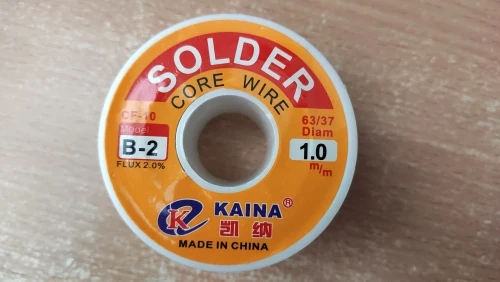 SOLDER
CORE WIRE
CF-10
Model
B-2
FLUX 2.0%
63/37
Diam
1.0
m/m
K
KAINA®
凯纳
MADE IN CHINA